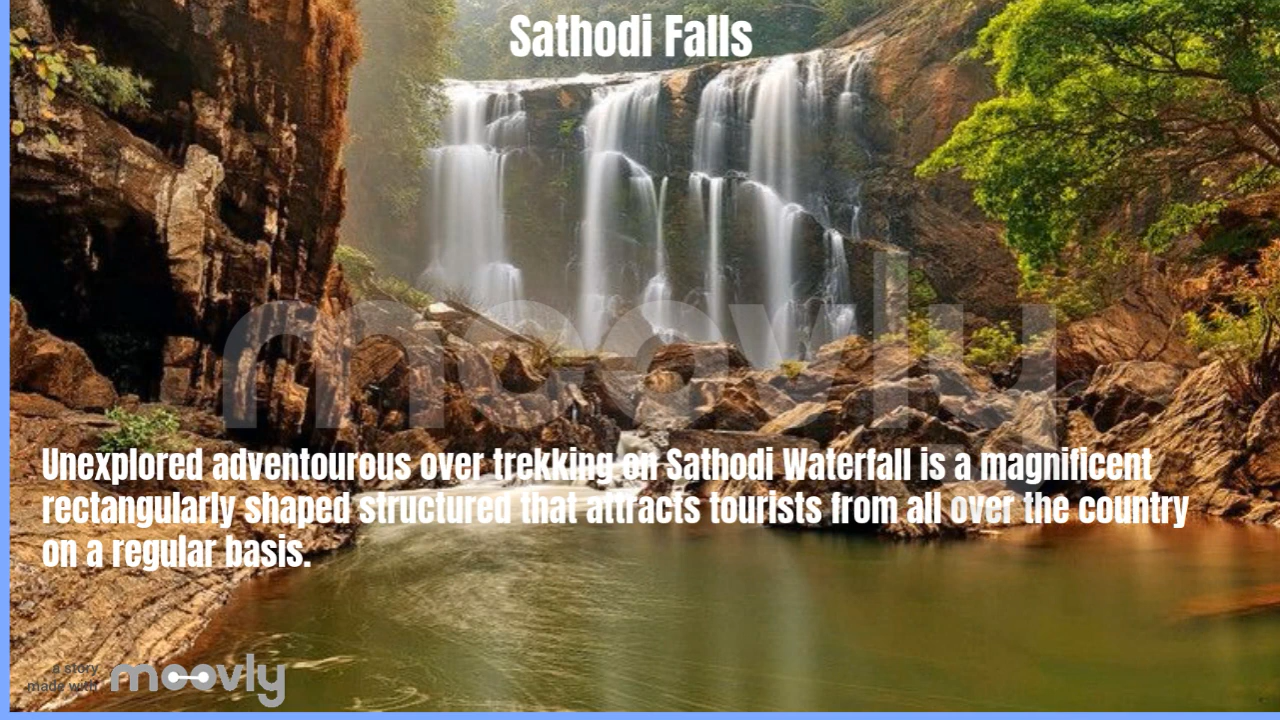 Sathodi Falls
moovly
Unexplored adventourous over trekking on Sathodi Waterfall is a magnificent
rectangularly shaped structured that attracts tourists from all over the country
on a regular basis.
a story
made with moovly